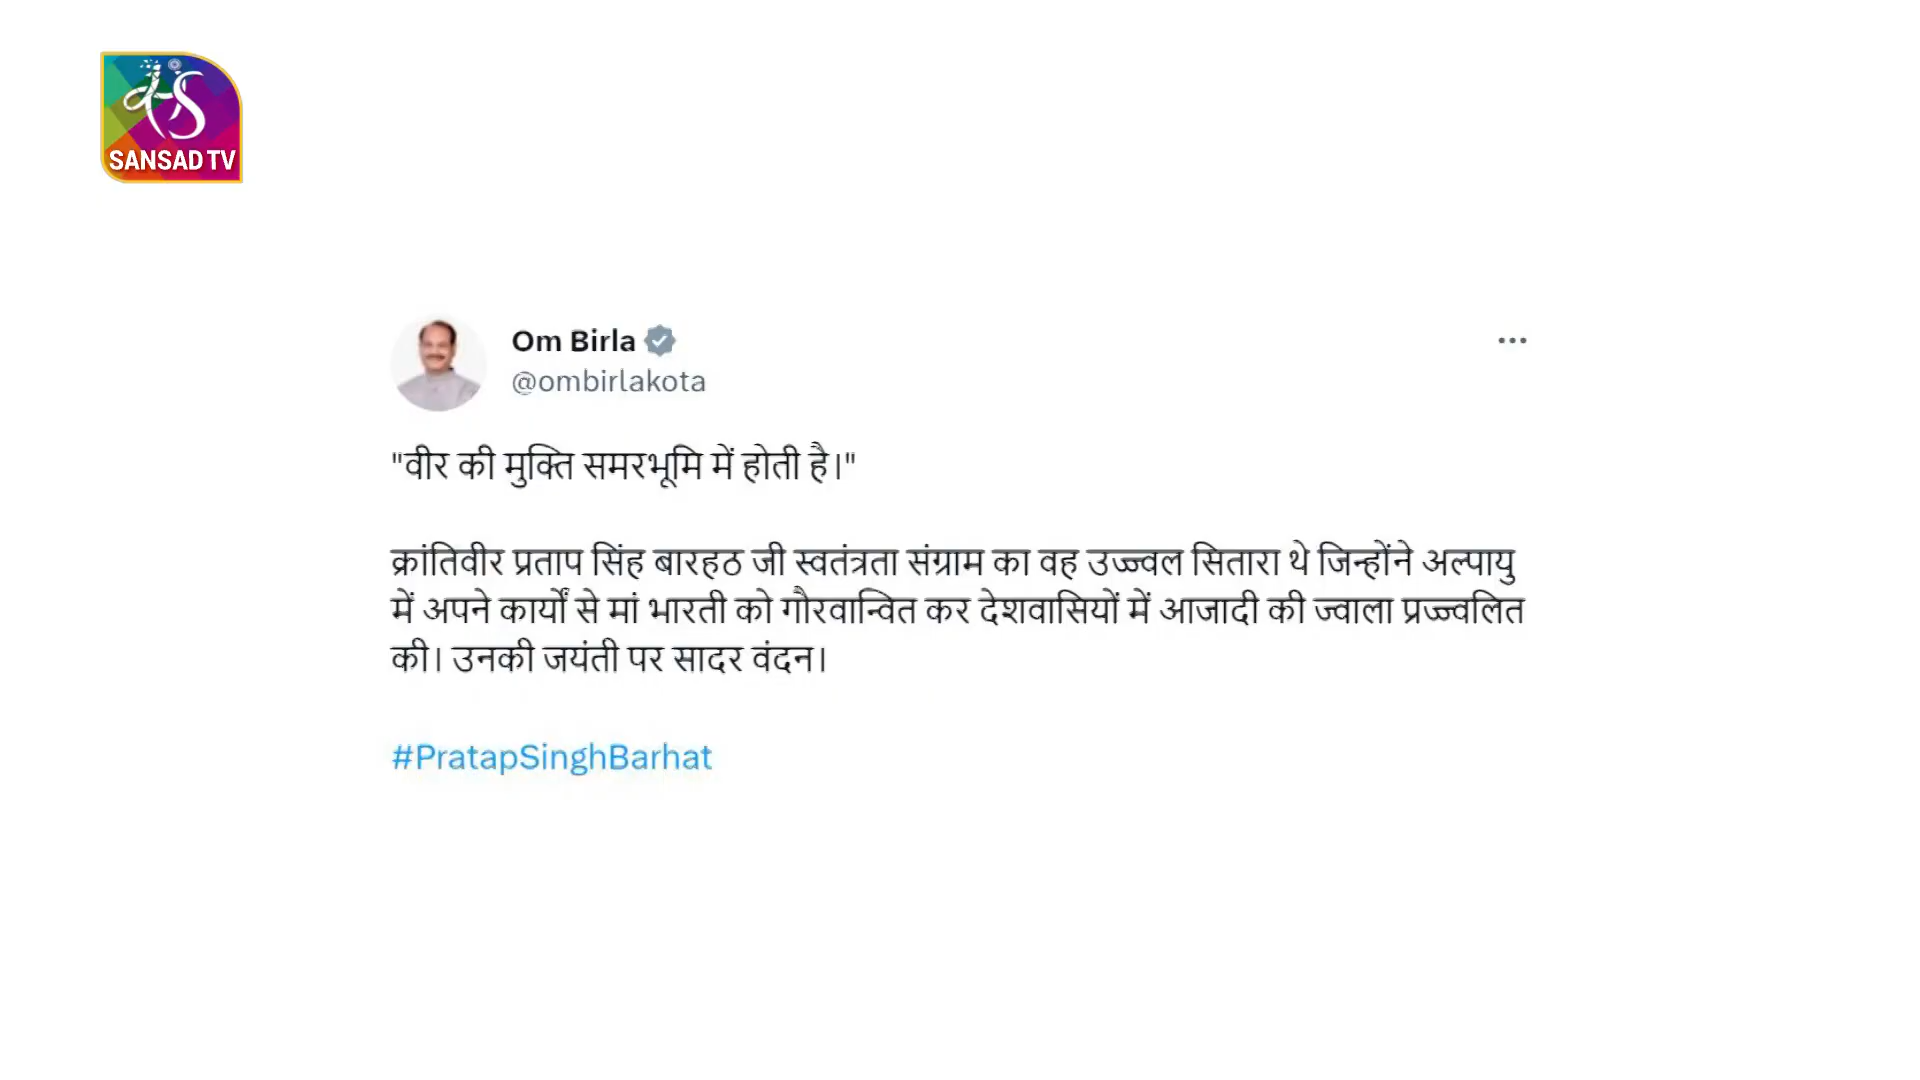 SANSAD TV
Om Birla
@ombirlakota
"वीर की मुक्ति समरभूमि में होती है।"
क्रांतिवीर प्रताप सिंह बारहठ जी स्वतंत्रता संग्राम का वह उज्ज्वल सितारा थे जिन्होंने अल्पायु
में अपने कार्यों से मां भारती को गौरवान्वित कर देशवासियों में आजादी की ज्वाला प्रज्ज्वलित
की। उनकी जयंती पर सादर वंदन।
#PratapSinghBarhat